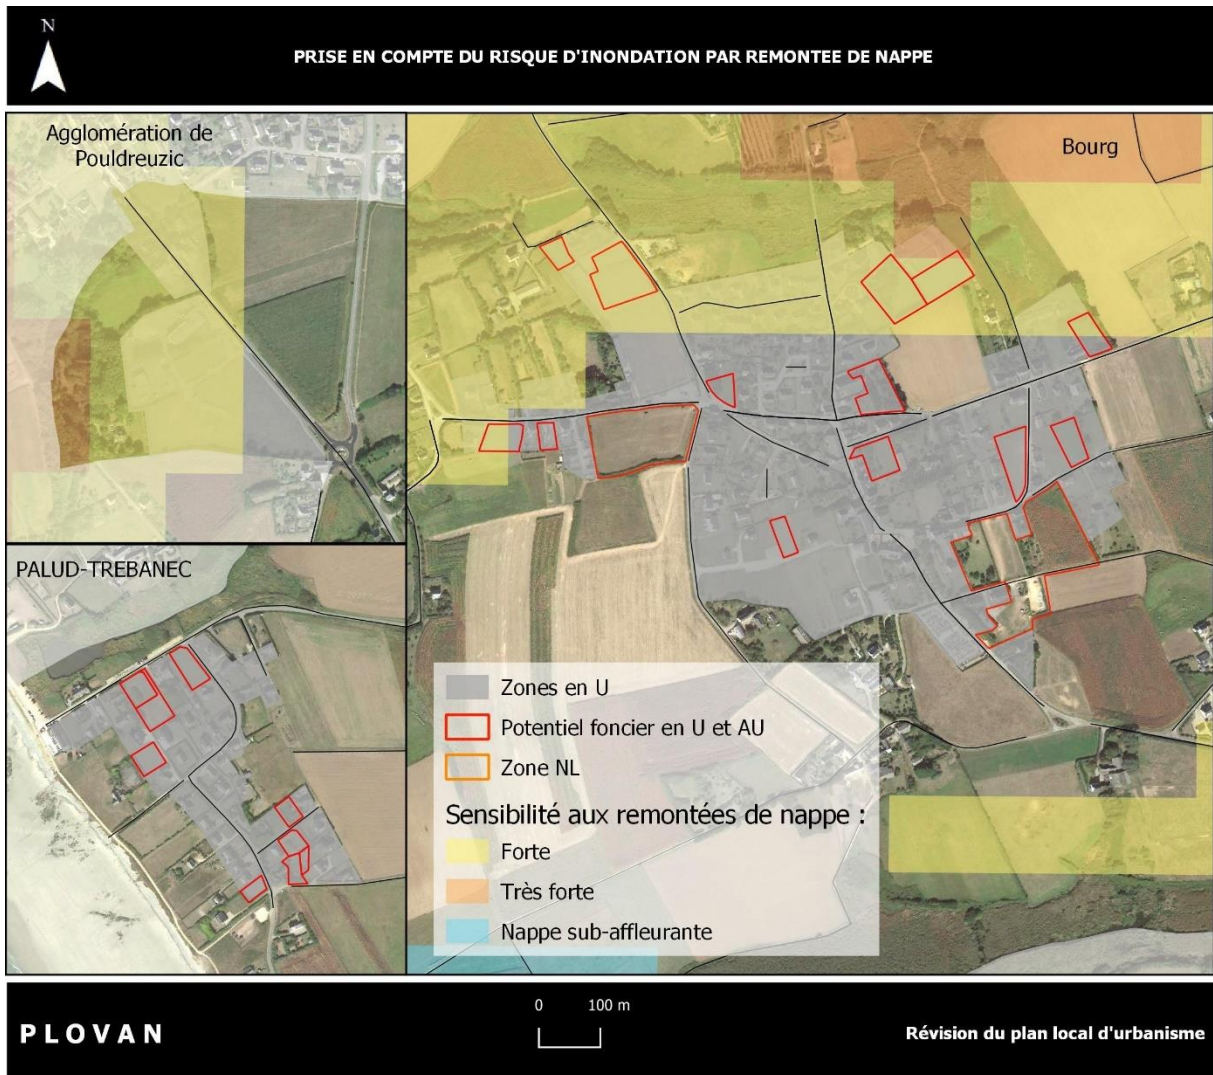 N
PRISE EN COMPTE DU RISQUE D'INONDATION PAR REMONTEE DE NAPPE
Agglomération de
Pouldreuzic
Bourg
PALUD-TREBANEC
Zones en U
Potentiel foncier en U et AU
Zone NL
Sensibilité aux remontées de nappe :
Forte
Très forte
Nappe sub-affleurante
PLOVAN
0 100 m
Révision du plan local d'urbanisme